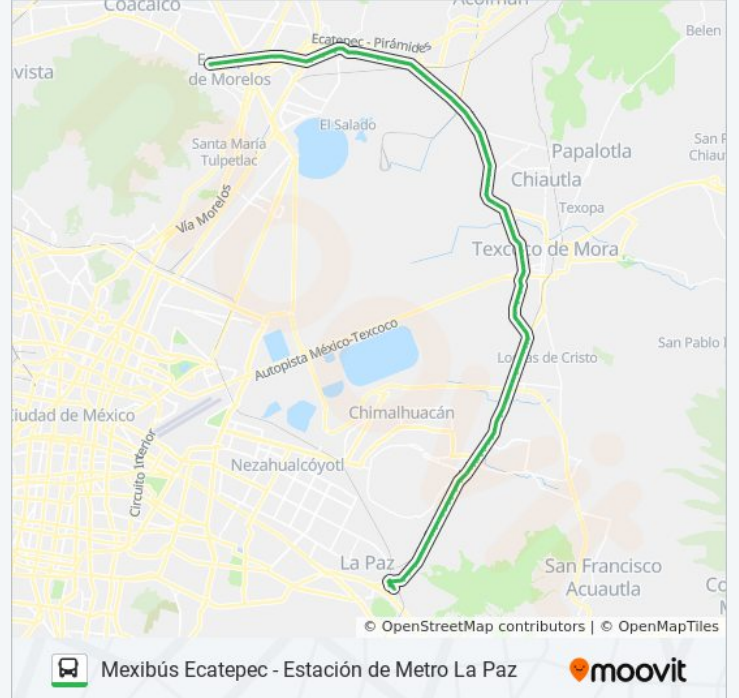 Coacalco
Acolman
Ecatepec - Pirámides
Belen
vista
de Morelos
El Salado
Santa María
Tulpetlac
Papalotla
San P
Chiau
Chiautla
Vía Morelos
Texopa
Texcoco de Mora
Autopista México-Texcoco
San Pablo I
Lomas de Cristo
Ciudad de México
Chimalhuacán
Circuito Interior
Nezahualcóyotl
La Paz
San Francisco
Acuautla
© OpenStreetMap contributors | © OpenMapTiles
Mexibús Ecatepec - Estación de Metro La Paz
moovit